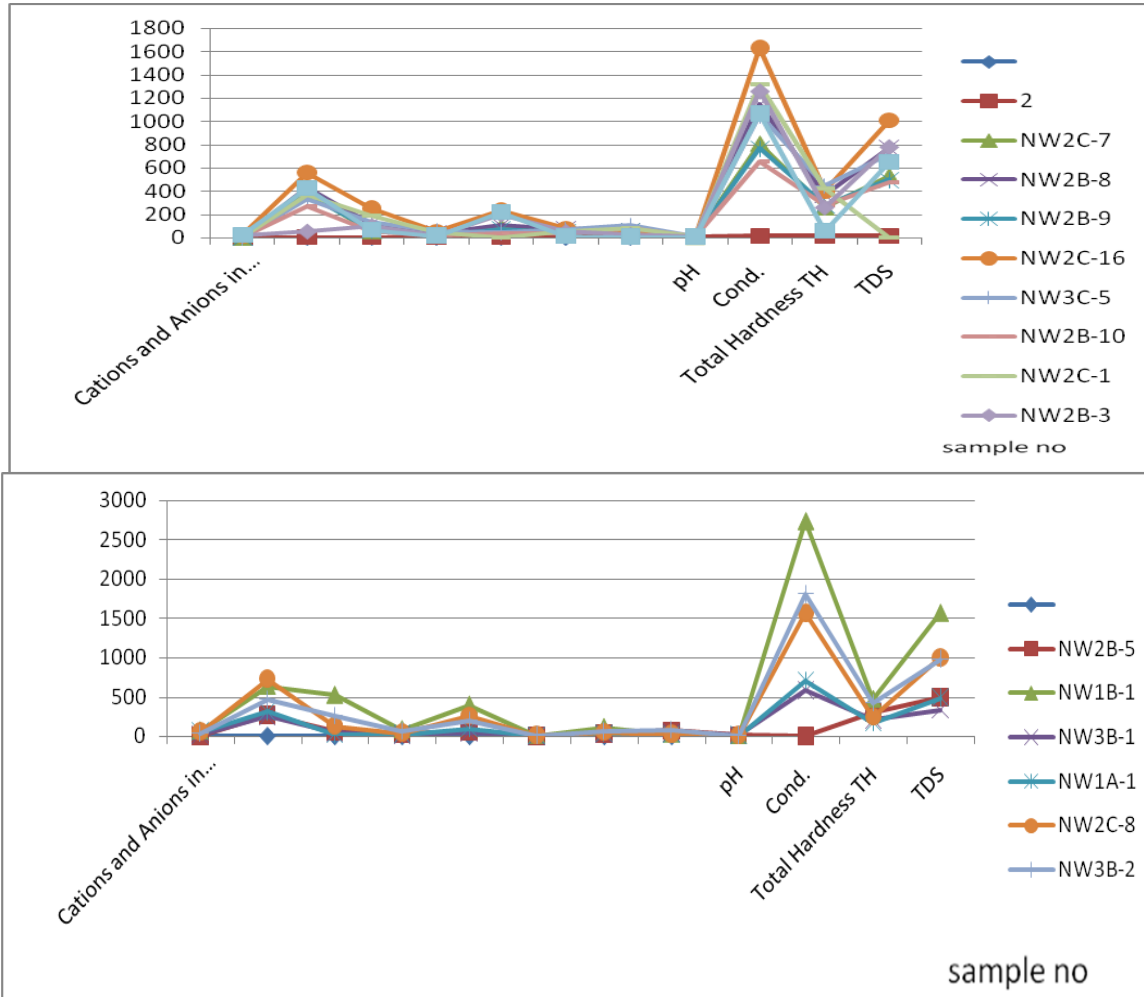 1800
1600
1400
1200
1000
800
600
400
200
0
Cations and Anions in...
pH
Cond.
Total Hardness TH
TDS
2
NW2C-7
NW2B-8
NW2B-9
NW2C-16
NW3C-5
NW2B-10
NW2C-1
NW2B-3
sample no
3000
2500
2000
1500
1000
500
0
Cations and Anions in...
pH
Cond.
Total Hardness TH
TDS
NW2B-5
NW1B-1
NW3B-1
NW1A-1
NW2C-8
NW3B-2
sample no